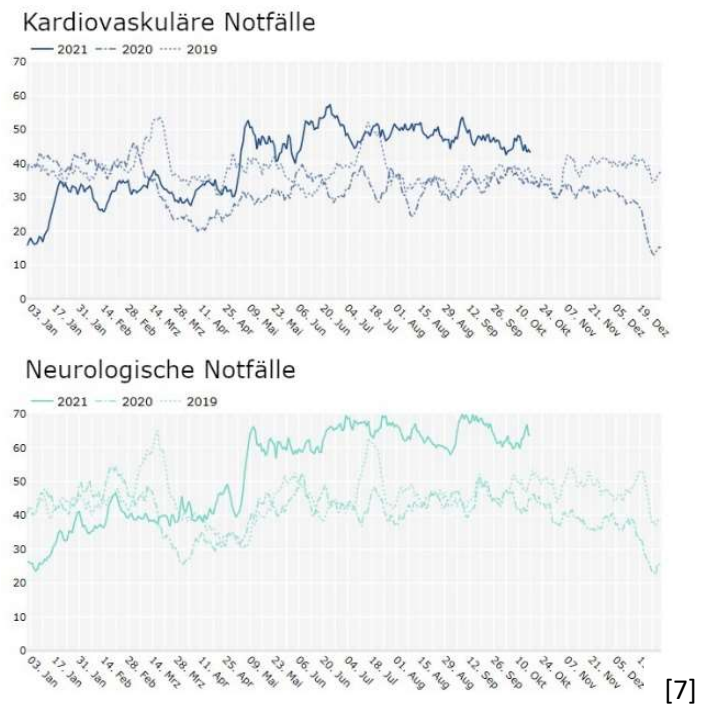 Kardiovaskuläre Notfälle
2021 2020 2019
70
60
50
40
30
20
10
0
03. Jan 17. Jan 31. Jan 14. Feb 28. Feb 14. Mrz 28. Mrz 11. Apr 25. Apr 09. Mai 23. Mai 06. Jun 20. Jun 04. Jul 18. Jul 01. Aug 15. Aug 29. Aug 12. Sep 26. Sep 10. Okt 24. Okt 07. Nov 21. Nov 05. Dez 19. Dez
Neurologische Notfälle
2021 2020 2019
70
60
50
40
30
20
10
0
03. Jan 17. Jan 31. Jan 14. Feb 28. Feb 14. Mrz 28. Mrz 11. Apr 25. Apr 09. Mai 23. Mai 06. Jun 20. Jun 04. Jul 18. Jul 01. Aug 15. Aug 29. Aug 12. Sep 26. Sep 10. Okt 24. Okt 07. Nov 21. Nov 05. Dez 1.
[7]